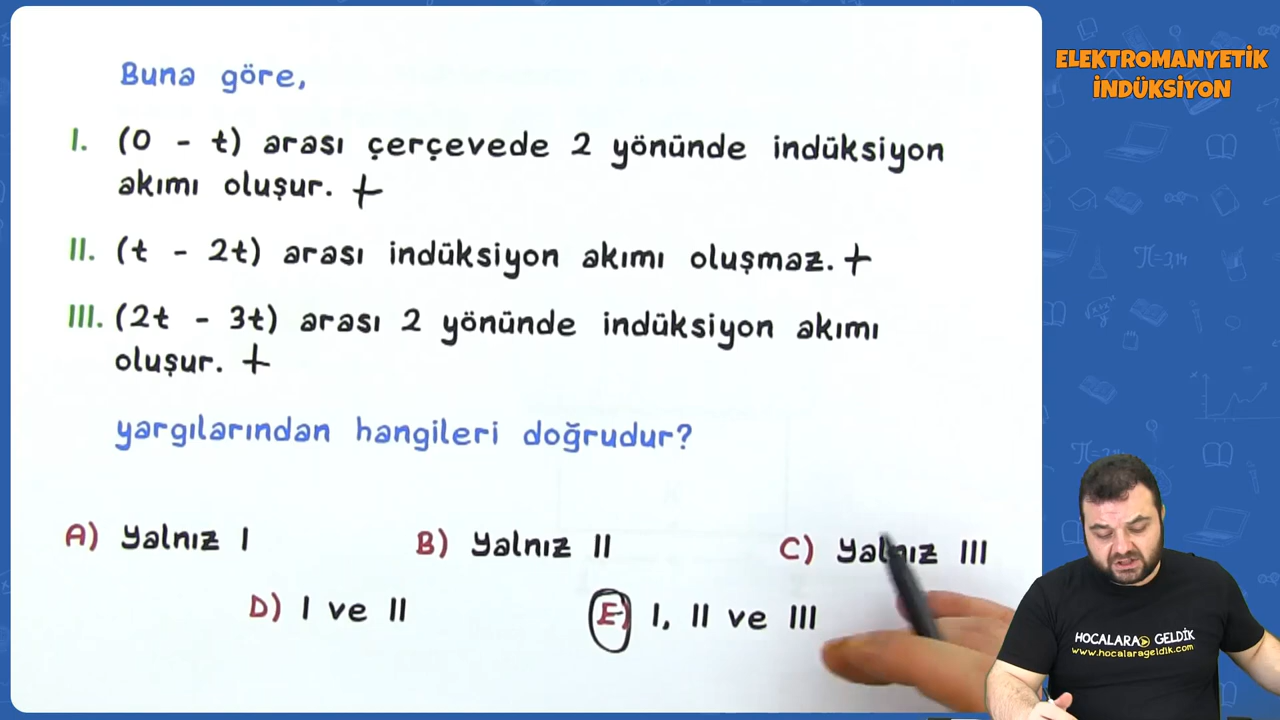 ELEKTROMANYETİK
İNDÜKSİYON
Buna göre,
I. (0 - t) arası çerçevede 2 yönünde indüksiyon
akımı oluşur. +
II. (t - 2t) arası indüksiyon akımı oluşmaz. +
III. (2t - 3t) arası 2 yönünde indüksiyon akımı
oluşur. +
yargılarından hangileri doğrudur?
A) Yalnız I
B) Yalnız II
C) Yalnız III
D) I ve II
E) I, II ve III
HOCALARA GELDİK
www.hocalarageldik.com
π=3,14